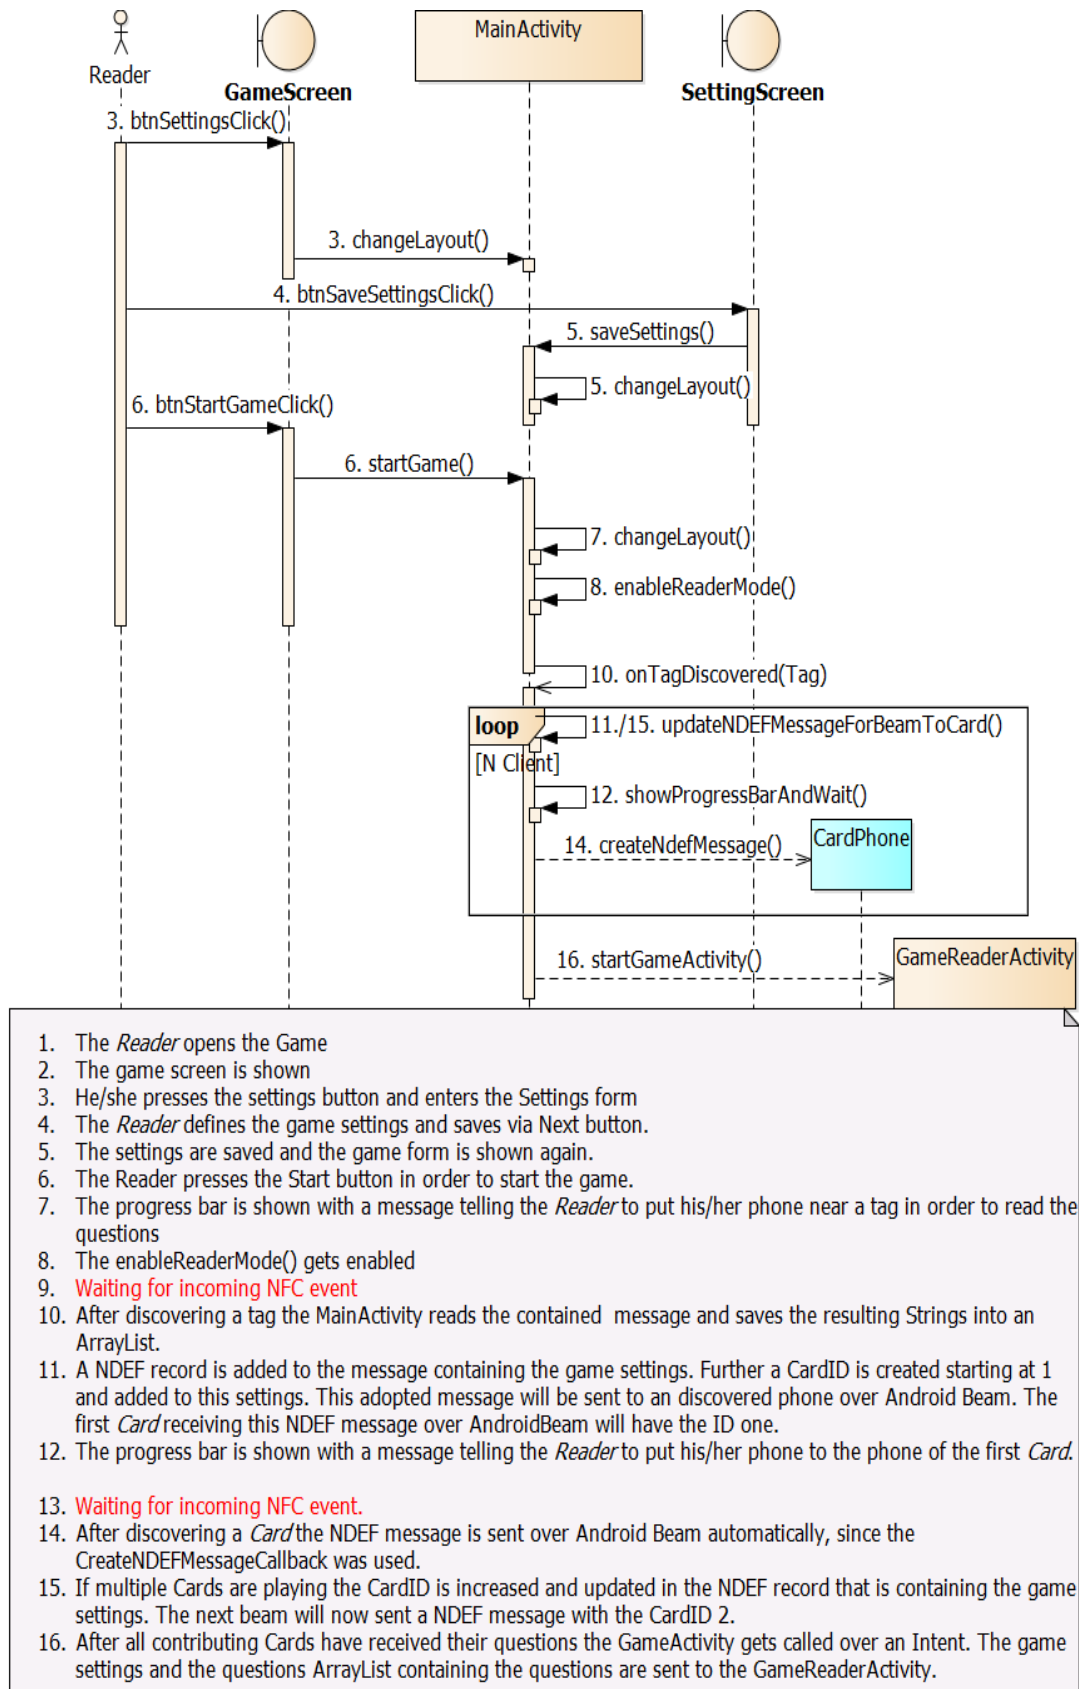 Reader
GameScreen
MainActivity
SettingScreen
3. btnSettingsClick()
3. changeLayout()
4. btnSaveSettingsClick()
5. saveSettings()
5. changeLayout()
6. btnStartGameClick()
6. startGame()
7. changeLayout()
8. enableReaderMode()
10. onTagDiscovered(Tag)
loop
11./15. updateNDEFMessageForBeamToCard()
[N Client]
12. showProgressBarAndWait()
14. createNdefMessage()
CardPhone
16. startGameActivity()
GameReaderActivity
1. The Reader opens the Game
2. The game screen is shown
3. He/she presses the settings button and enters the Settings form
4. The Reader defines the game settings and saves via Next button.
5. The settings are saved and the game form is shown again.
6. The Reader presses the Start button in order to start the game.
7. The progress bar is shown with a message telling the Reader to put his/her phone near a tag in order to read the
questions
8. The enableReaderMode() gets enabled
9. Waiting for incoming NFC event
10. After discovering a tag the MainActivity reads the contained message and saves the resulting Strings into an
ArrayList.
11. A NDEF record is added to the message containing the game settings. Further a CardID is created starting at 1
and added to this settings. This adopted message will be sent to an discovered phone over Android Beam. The
first Card receiving this NDEF message over AndroidBeam will have the ID one.
12. The progress bar is shown with a message telling the Reader to put his/her phone to the phone of the first Card.
13. Waiting for incoming NFC event.
14. After discovering a Card the NDEF message is sent over Android Beam automatically, since the
CreateNDEFMessageCallback was used.
15. If multiple Cards are playing the CardID is increased and updated in the NDEF record that is containing the game
settings. The next beam will now sent a NDEF message with the CardID 2.
16. After all contributing Cards have received their questions the GameActivity gets called over an Intent. The game
settings and the questions ArrayList containing the questions are sent to the GameReaderActivity.